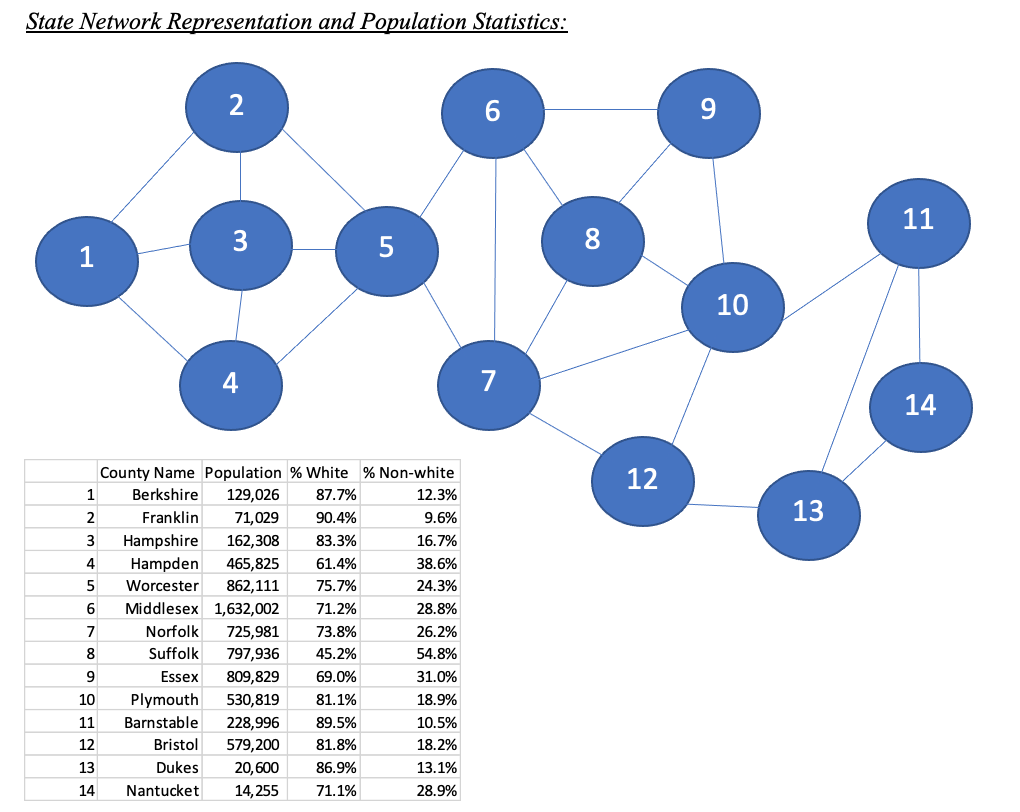 State Network Representation and Population Statistics:
2
6
9
11
3
8
5
1
10
4
7
14
12
13
County Name Population % White % Non-white
1 Berkshire 129,026 87.7% 12.3%
2 Franklin 71,029 90.4% 9.6%
3 Hampshire 162,308 83.3% 16.7%
4 Hampden 465,825 61.4% 38.6%
5 Worcester 862,111 75.7% 24.3%
6 Middlesex 1,632,002 71.2% 28.8%
7 Norfolk 725,981 73.8% 26.2%
8 Suffolk 797,936 45.2% 54.8%
9 Essex 809,829 69.0% 31.0%
10 Plymouth 530,819 81.1% 18.9%
11 Barnstable 228,996 89.5% 10.5%
12 Bristol 579,200 81.8% 18.2%
13 Dukes 20,600 86.9% 13.1%
14 Nantucket 14,255 71.1% 28.9%